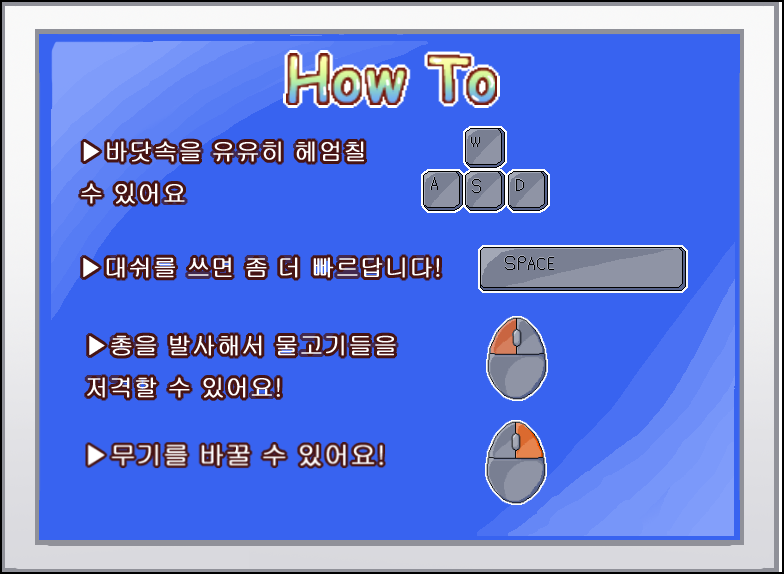 How To
▶바닷속을 유유히 헤엄칠
수 있어요
W
A S D
▶대쉬를 쓰면 좀 더 빠르답니다!
SPACE
▶총을 발사해서 물고기들을
저격할 수 있어요!
▶무기를 바꿀 수 있어요!